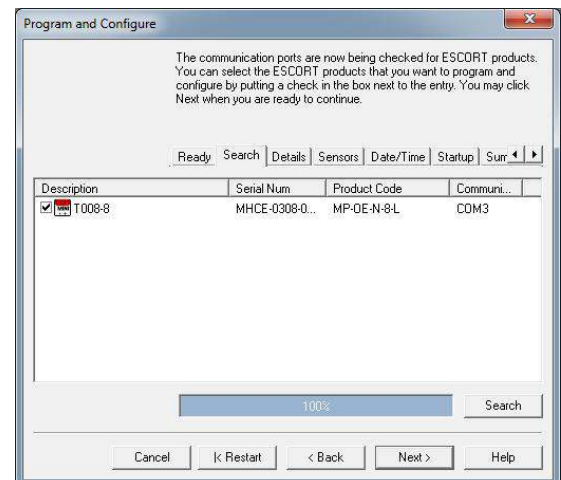 Program and Configure
The communication ports are now being checked for ESCORT products.
You can select the ESCORT products that you want to program and
configure by putting a check in the box next to the entry. You may click
Next when you are ready to continue.
Ready Search Details Sensors Date/Time Startup Sum
Description Serial Num Product Code Communi...
T008-8 MHCE-0308-0... MP-OE-N-8-L COM3
100%
Search
Cancel |< Restart < Back Next > Help